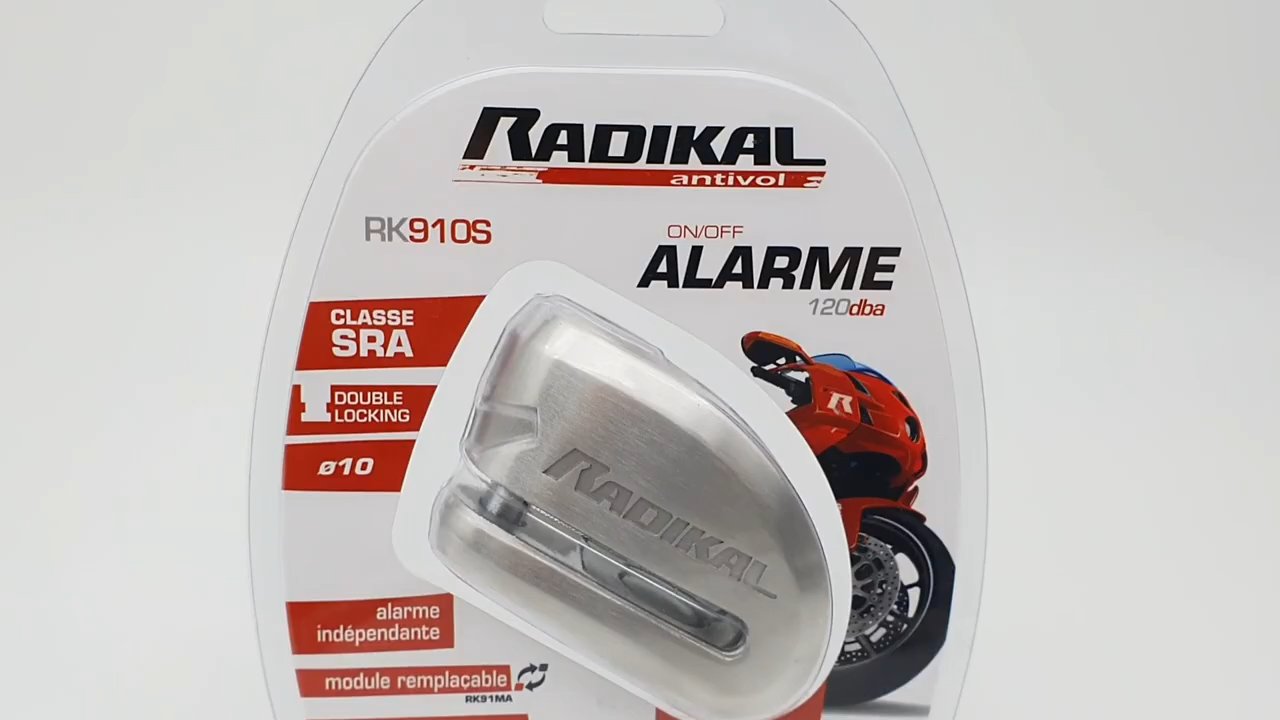 RADIKAL
antivol
RK910S
ON/OFF
ALARME
120dba
CLASSE
SRA
DOUBLE
LOCKING
ø10
RADIKAL
R
alarme
indépendante
module remplaçable
RK91MA